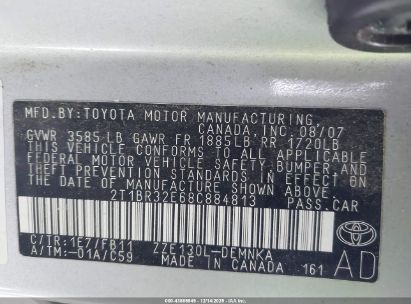 MFD.BY:TOYOTA MOTOR MANUFACTURING
CANADA, INC. 08/07
GVWR 3585 LB GAWR FR 1885LB RR 1720LB
THIS VEHICLE CONFORMS TO ALL APPLICABLE
FEDERAL MOTOR VEHICLE SAFETY, BUMPER, AND
THEFT PREVENTION STANDARDS IN EFFECT ON
THE DATE OF MANUFACTURE SHOWN ABOVE.
2T1BR32E68C884813 PASS.CAR
C/TR:1E7/FB11 ZZE130L-DEMNKA
A/TM:-01A/C59 MADE IN CANADA 161
TOYOTA
AD